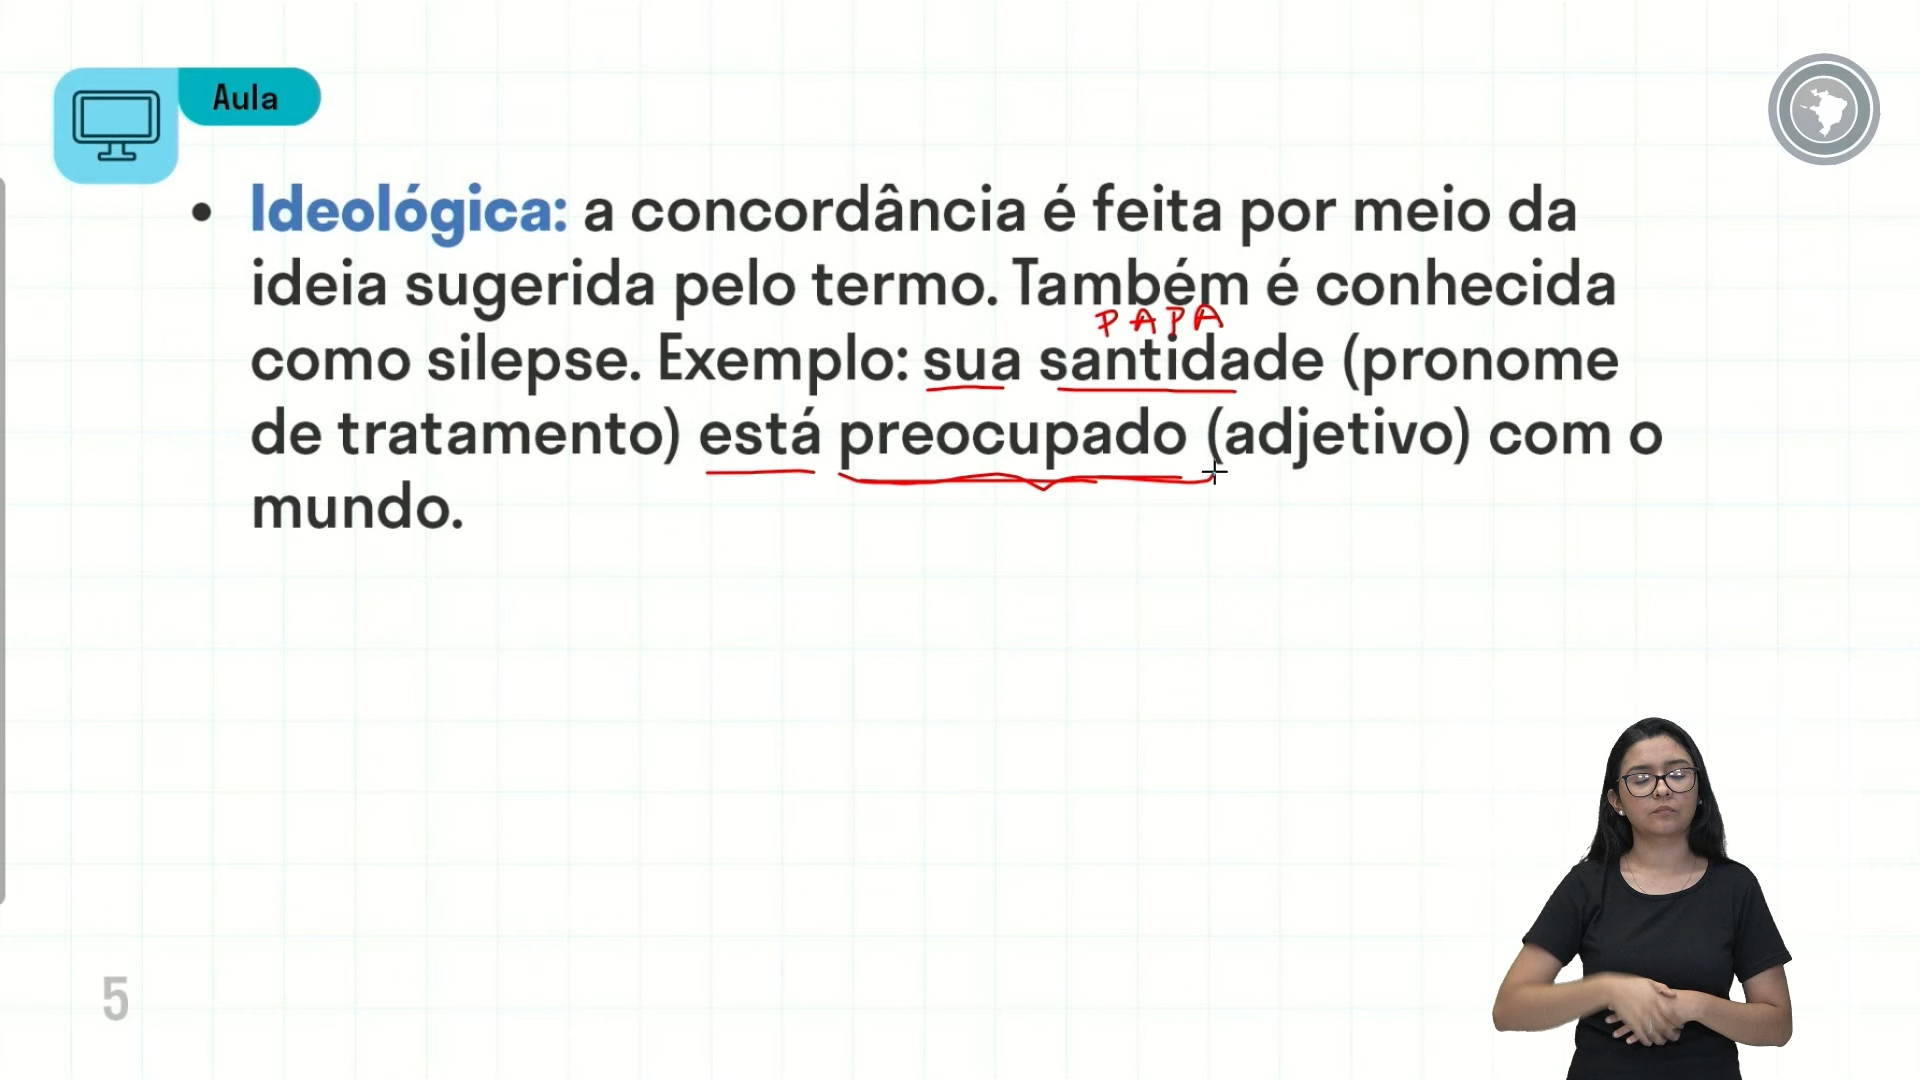 Aula
• Ideológica: a concordância é feita por meio da
ideia sugerida pelo termo. Também é conhecida
PAPA
como silepse. Exemplo: sua santidade (pronome
de tratamento) está preocupado (adjetivo) com o
mundo.
5